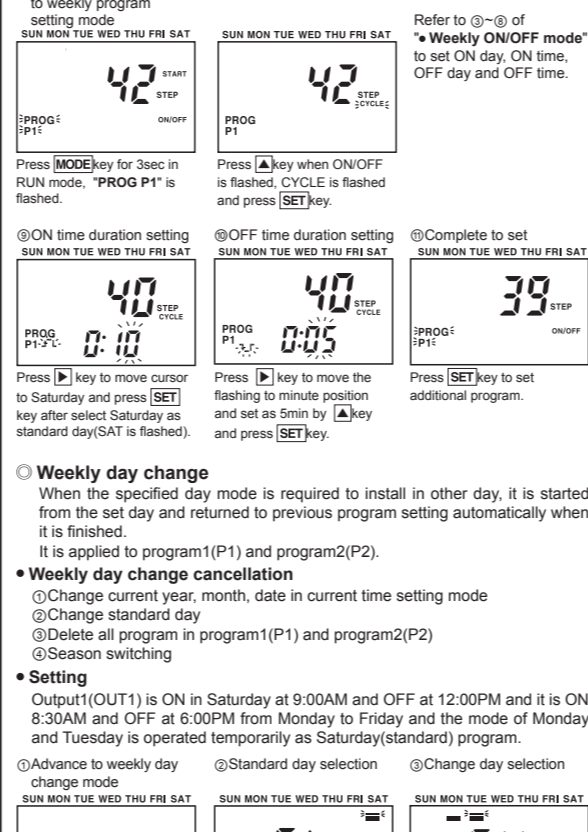 to weekly program
setting mode
SUN MON TUE WED THU FRI SAT
42 START
STEP
PROG
P1
ON/OFF
Press MODE key for 3sec in
RUN mode, "PROG P1" is
flashed.
SUN MON TUE WED THU FRI SAT
42 STEP
CYCLE
PROG
P1
Press ▲ key when ON/OFF
is flashed, CYCLE is flashed
and press SET key.
Refer to ③~⑧ of
"● Weekly ON/OFF mode"
to set ON day, ON time,
OFF day and OFF time.
⑨ON time duration setting
SUN MON TUE WED THU FRI SAT
40 STEP
CYCLE
PROG
P1 0:10
Press ▶ key to move cursor
to Saturday and press SET
key after select Saturday as
standard day(SAT is flashed).
⑩OFF time duration setting
SUN MON TUE WED THU FRI SAT
40 STEP
CYCLE
PROG
P1 0:05
Press ▶ key to move the
flashing to minute position
and set as 5min by ▲ key
and press SET key.
⑪Complete to set
SUN MON TUE WED THU FRI SAT
39 STEP
PROG
P1
ON/OFF
Press SET key to set
additional program.
◎ Weekly day change
When the specified day mode is required to install in other day, it is started
from the set day and returned to previous program setting automatically when
it is finished.
It is applied to program1(P1) and program2(P2).
● Weekly day change cancellation
①Change current year, month, date in current time setting mode
②Change standard day
③Delete all program in program1(P1) and program2(P2)
④Season switching
● Setting
Output1(OUT1) is ON in Saturday at 9:00AM and OFF at 12:00PM and it is ON
8:30AM and OFF at 6:00PM from Monday to Friday and the mode of Monday
and Tuesday is operated temporarily as Saturday(standard) program.
①Advance to weekly day
change mode
SUN MON TUE WED THU FRI SAT
②Standard day selection
SUN MON TUE WED THU FRI SAT
③Change day selection
SUN MON TUE WED THU FRI SAT